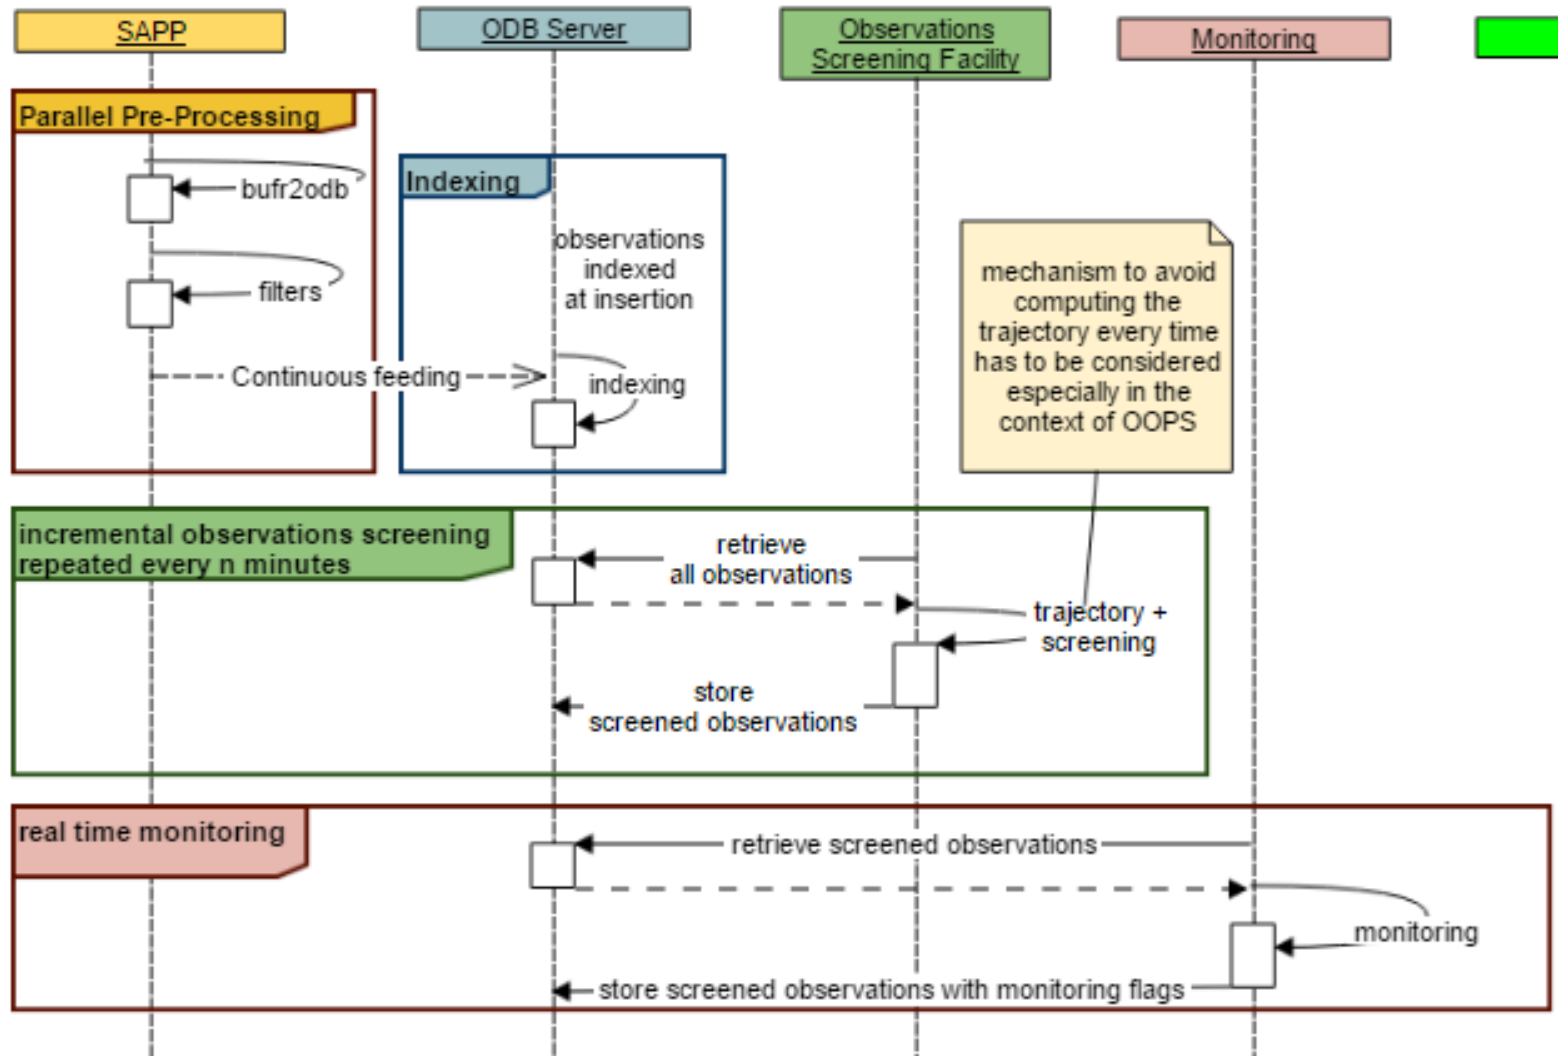 SAPP
ODB Server
Observations
Screening Facility
Monitoring
Parallel Pre-Processing
bufr2odb
filters
Continuous feeding
Indexing
observations
indexed
at insertion
indexing
mechanism to avoid
computing the
trajectory every time
has to be considered
especially in the
context of OOPS
incremental observations screening
repeated every n minutes
retrieve
all observations
trajectory +
screening
store
screened observations
real time monitoring
retrieve screened observations
monitoring
store screened observations with monitoring flags